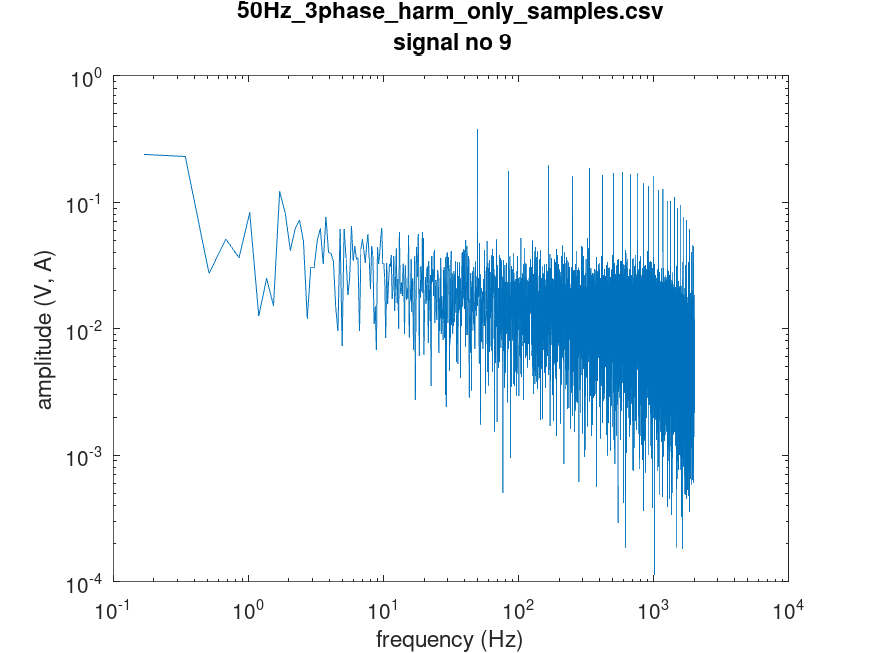 50Hz_3phase_harm_only_samples.csv
signal no 9
10^0
10^-1
10^-2
10^-3
10^-4
amplitude (V, A)
10^-1 10^0 10^1 10^2 10^3 10^4
frequency (Hz)